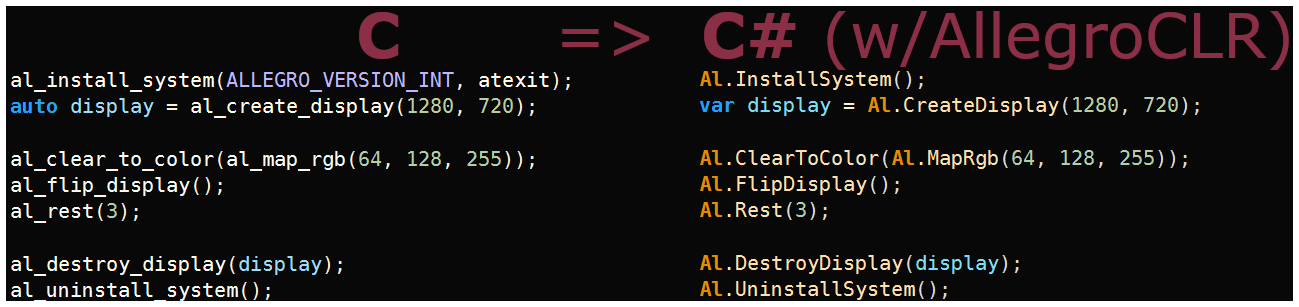 C => C# (w/AllegroCLR)
al_install_system(ALLEGRO_VERSION_INT, atexit);
auto display = al_create_display(1280, 720);
al_clear_to_color(al_map_rgb(64, 128, 255));
al_flip_display();
al_rest(3);
al_destroy_display(display);
al_uninstall_system();
Al.InstallSystem();
var display = Al.CreateDisplay(1280, 720);
Al.ClearToColor(Al.MapRgb(64, 128, 255));
Al.FlipDisplay();
Al.Rest(3);
Al.DestroyDisplay(display);
Al.UninstallSystem();